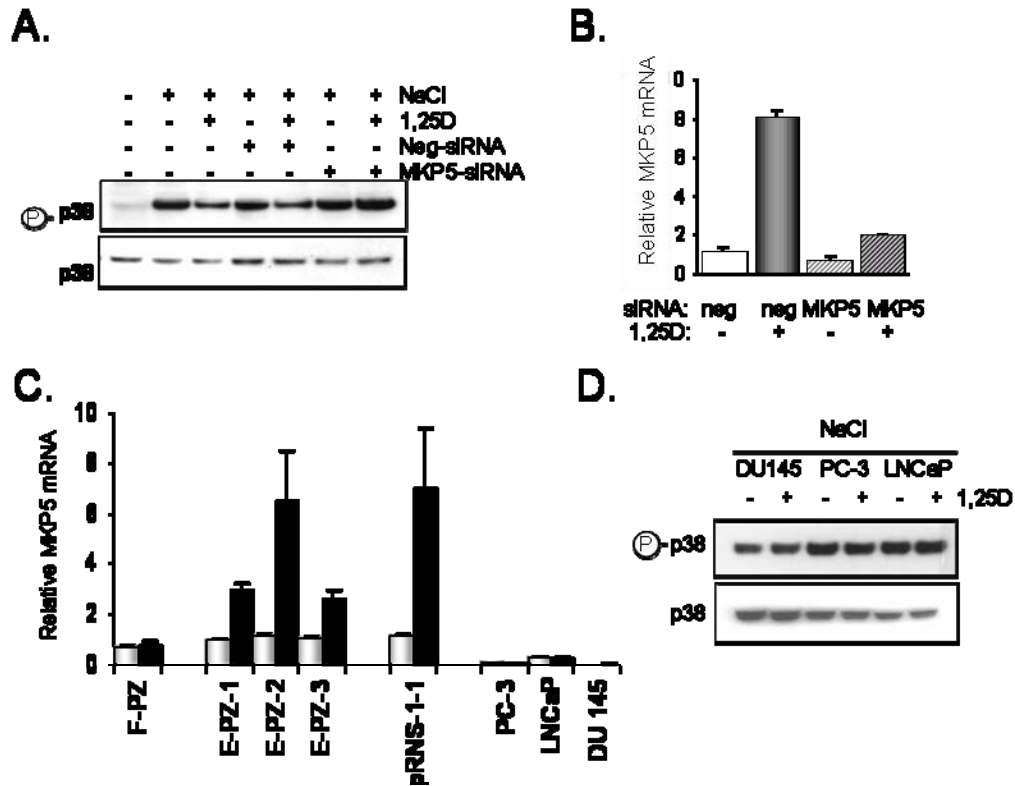 A.
- + + + + + + NaCl
- - + - + - + 1,25D
- - - + + - - Neg-siRNA
- - - - - + + MKP5-siRNA
P- p38
p38
B.
Relative MKP5 mRNA
0
8
6
4
2
0
siRNA: neg neg MKP5 MKP5
1,25D: - + - +
C.
Relative MKP5 mRNA
10
8
6
4
2
0
F-PZ
E-PZ-1
E-PZ-2
E-PZ-3
pRNS-1-1
PC-3
LNCaP
DU 145
D.
NaCl
DU145 PC-3 LNCaP
- + - + - + 1,25D
P-p38
p38